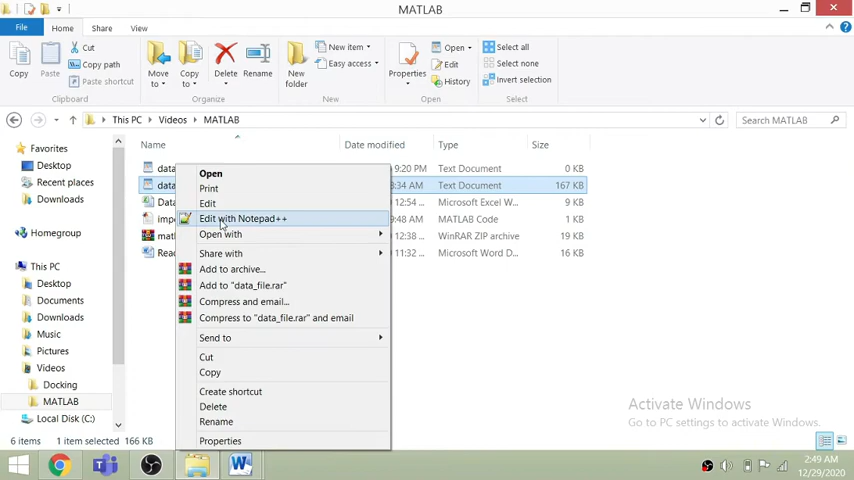 MATLAB
File Home Share View
Copy
Paste
Cut
Copy path
Paste shortcut
Move to
Copy to
Delete
Rename
New folder
New item
Easy access
Properties
Open
Edit
History
Select all
Select none
Invert selection
Clipboard Organize New Open Select
This PC Videos MATLAB
Search MATLAB
Name Date modified Type Size
Favorites
Desktop
Recent places
Downloads
Homegroup
This PC
Desktop
Documents
Downloads
Music
Pictures
Videos
Docking
MATLAB
Local Disk (C:)
data 9:20 PM Text Document 0 KB
data 8:34 AM Text Document 167 KB
Data 11:32 ... Microsoft Excel W... 9 KB
imp 9:48 AM MATLAB Code 1 KB
mat 12:38 ... WinRAR ZIP archive 19 KB
Read 11:32 ... Microsoft Word D... 16 KB
Open
Print
Edit
Edit with Notepad++
Open with
Share with
Add to archive...
Add to "data_file.rar"
Compress and email...
Compress to "data_file.rar" and email
Send to
Cut
Copy
Create shortcut
Delete
Rename
Properties
Activate Windows
Go to PC settings to activate Windows.
6 items 1 item selected 166 KB
2:49 AM
12/29/2020